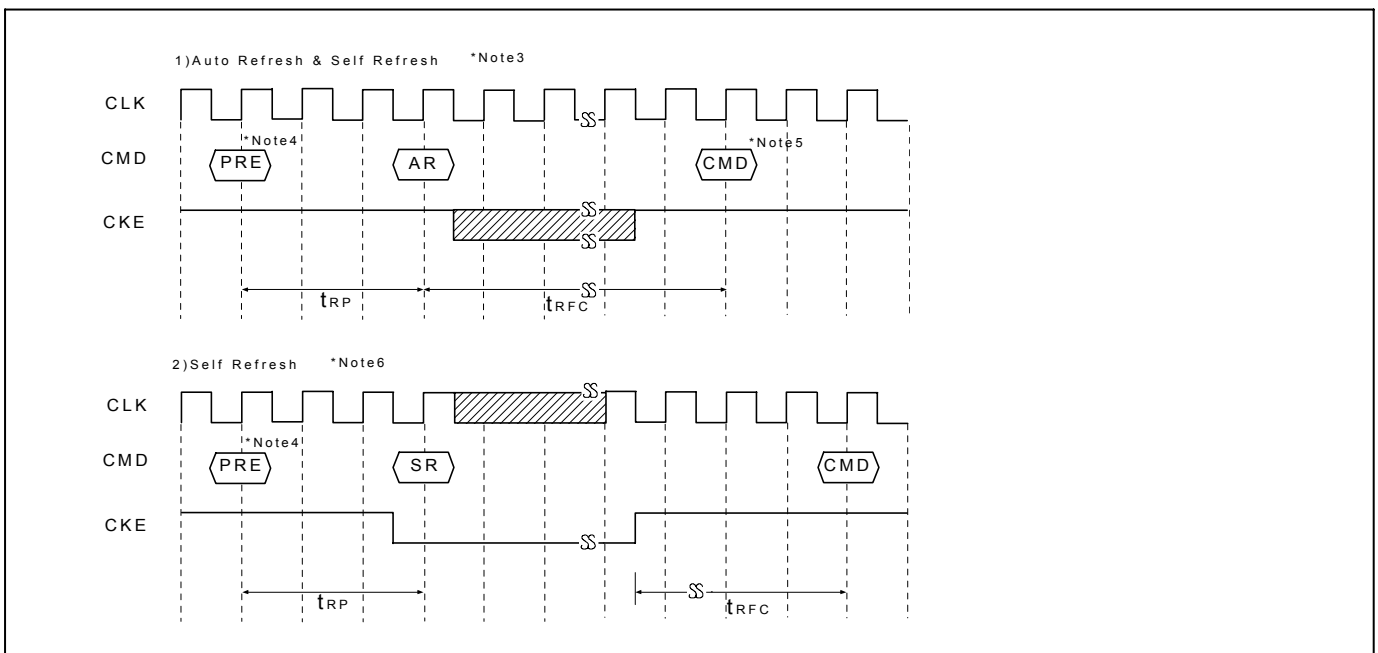 1)Auto Refresh & Self Refresh *Note3
CLK
*Note4 *Note5
CMD PRE AR CMD
CKE
tRP tRFC
2)Self Refresh *Note6
CLK
*Note4
CMD PRE SR CMD
CKE
tRP tRFC